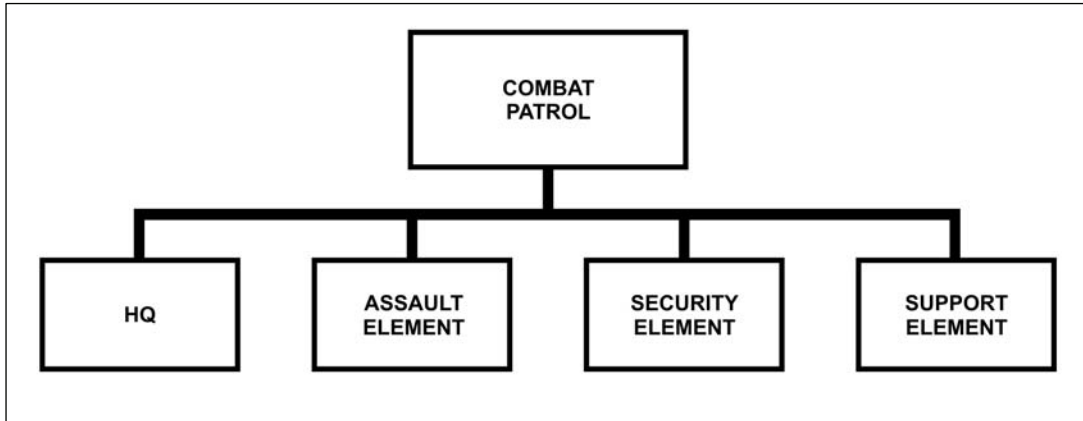 COMBAT
PATROL
HQ
ASSAULT
ELEMENT
SECURITY
ELEMENT
SUPPORT
ELEMENT